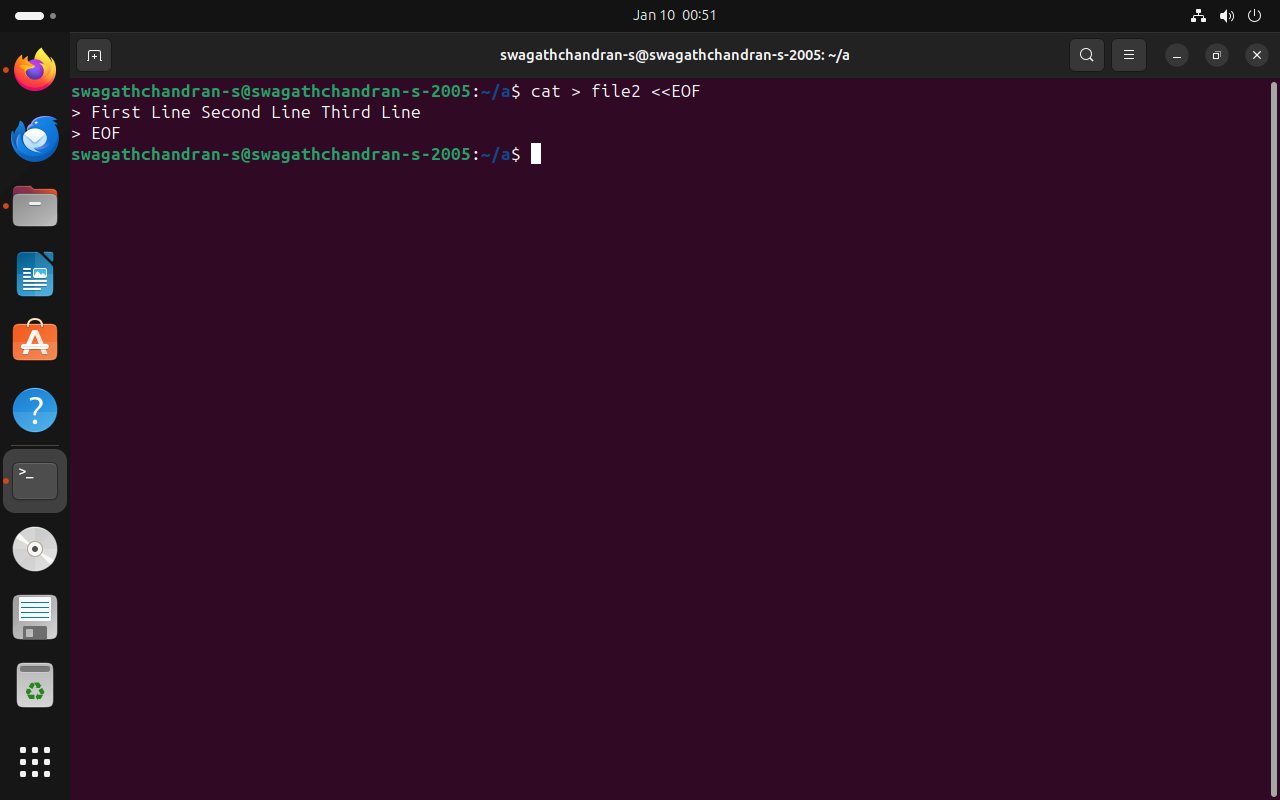 Jan 10 00:51
swagathchandran-s@swagathchandran-s-2005: ~/a
swagathchandran-s@swagathchandran-s-2005:~/a$ cat > file2 <<EOF
> First Line Second Line Third Line
> EOF
swagathchandran-s@swagathchandran-s-2005:~/a$